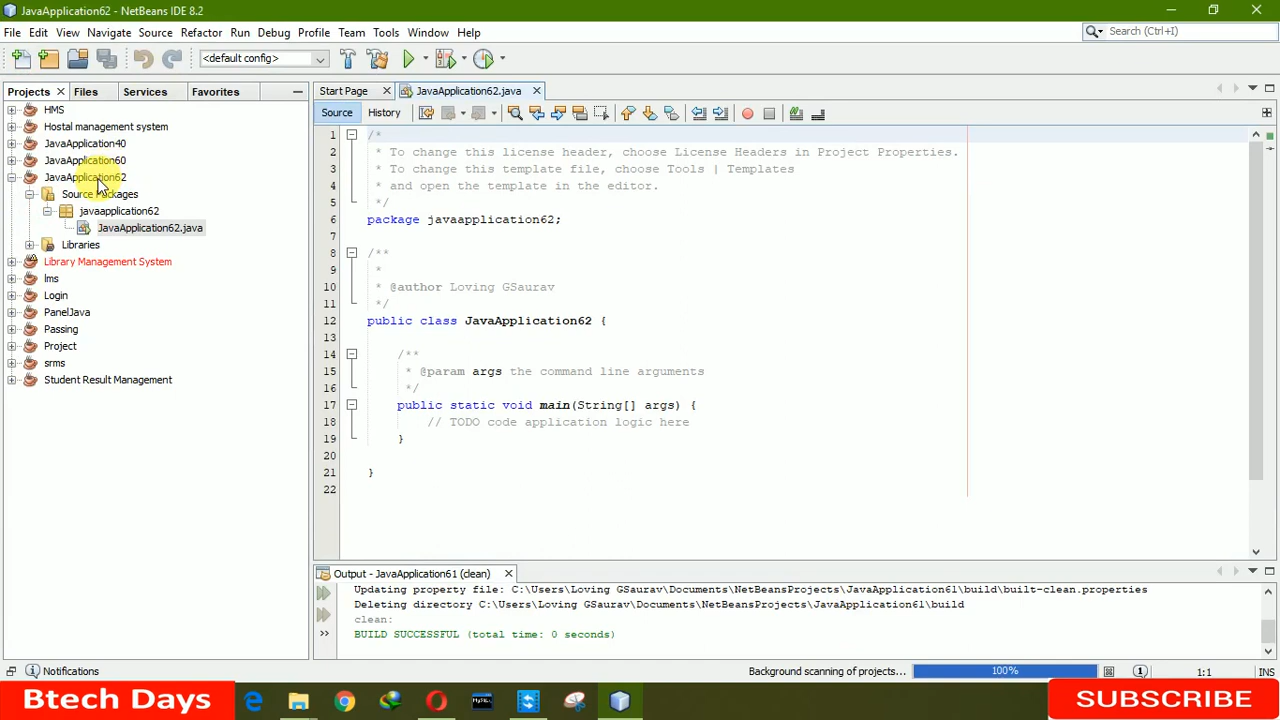 JavaApplication62 - NetBeans IDE 8.2
File Edit View Navigate Source Refactor Run Debug Profile Team Tools Window Help
Search (Ctrl+I)
<default config>
Projects Files Services Favorites
Start Page JavaApplication62.java
Source History
HMS
Hostal management system
JavaApplication40
JavaApplication60
JavaApplication62
Source Packages
javaapplication62
JavaApplication62.java
Libraries
Library Management System
lms
Login
PanelJava
Passing
Project
srms
Student Result Management
1 /*
2 * To change this license header, choose License Headers in Project Properties.
3 * To change this template file, choose Tools | Templates
4 * and open the template in the editor.
5 */
6 package javaapplication62;
7
8 /**
9 *
10 * @author Loving GSaurav
11 */
12 public class JavaApplication62 {
13
14 /**
15 * @param args the command line arguments
16 */
17 public static void main(String[] args) {
18 // TODO code application logic here
19 }
20
21 }
22
Output - JavaApplication61 (clean)
Updating property file: C:\Users\Loving GSaurav\Documents\NetBeansProjects\JavaApplication61\build\built-clean.properties
Deleting directory C:\Users\Loving GSaurav\Documents\NetBeansProjects\JavaApplication61\build
clean:
BUILD SUCCESSFUL (total time: 0 seconds)
Notifications
Background scanning of projects... 100% 1 1:1 INS
Btech Days
SUBSCRIBE